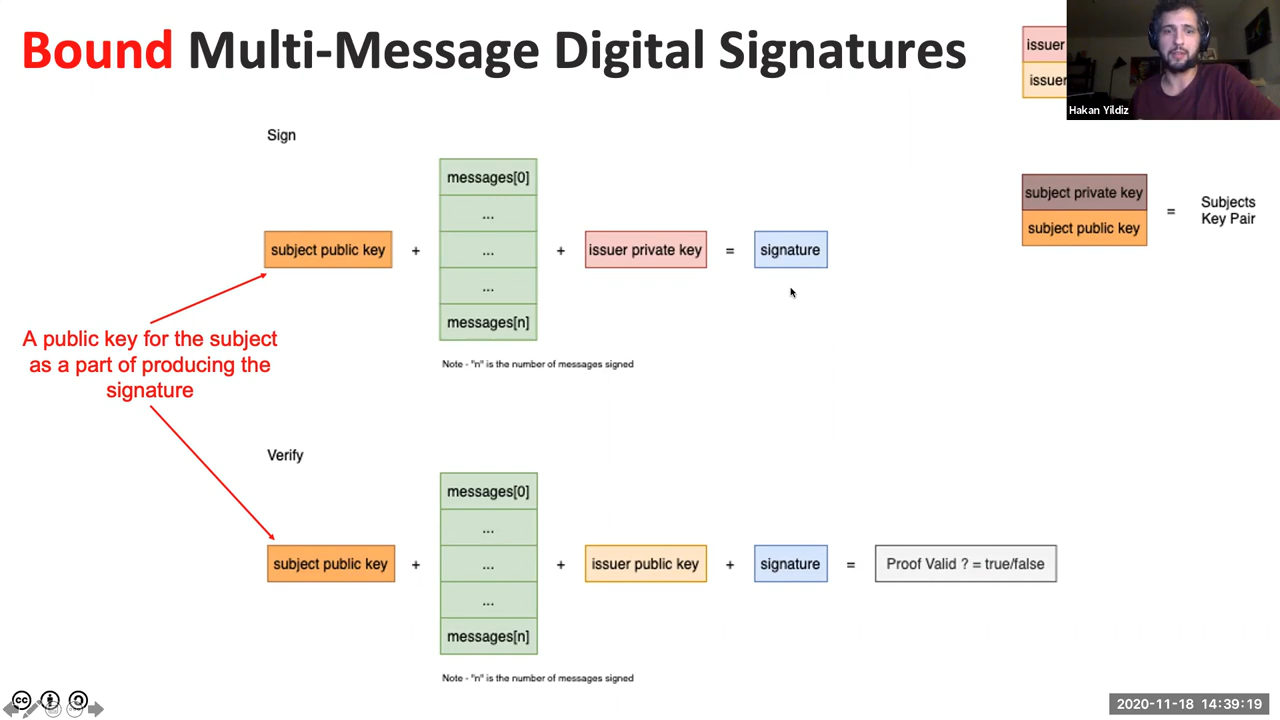 Bound Multi-Message Digital Signatures
issuer
issuer
Hakan Yildiz
Sign
messages[0]
...
subject public key + ... + issuer private key = signature
...
messages[n]
Note - "n" is the number of messages signed
subject private key
subject public key
=
Subjects
Key Pair
A public key for the subject
as a part of producing the
signature
Verify
messages[0]
...
subject public key + ... + issuer public key + signature = Proof Valid ? = true/false
...
messages[n]
Note - "n" is the number of messages signed
cc
2020-11-18 14:39:19